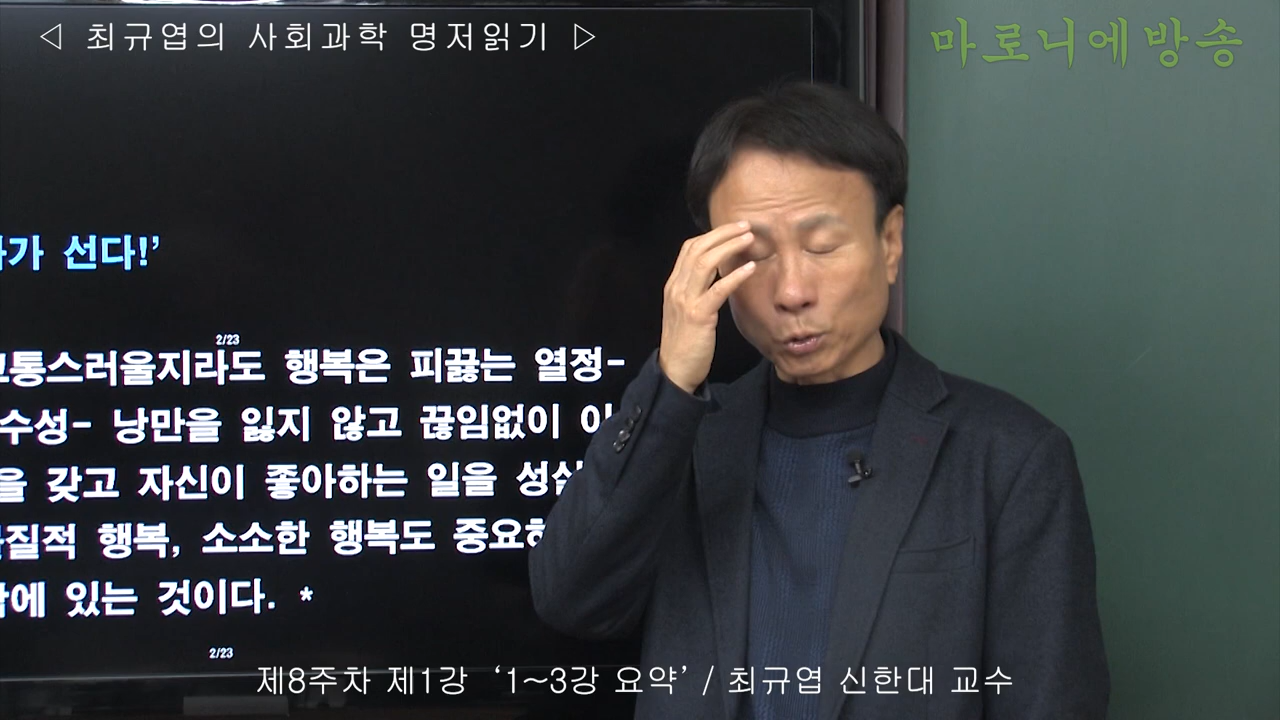 ◁ 최규엽의 사회과학 명저읽기 ▷
마로니에방송
가 선다!’
2/23
통스러울지라도 행복은 피끓는 열정-
수성- 낭만을 잃지 않고 끊임없이 이
을 갖고 자신이 좋아하는 일을 성실
질적 행복, 소소한 행복도 중요하
에 있는 것이다. *
2/23
제8주차 제1강 ‘1~3강 요약’ / 최규엽 신한대 교수